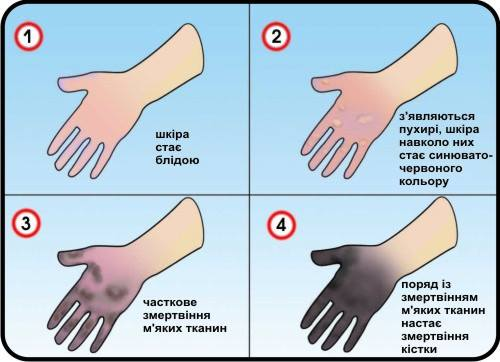 1
шкіра
стає
блідою
2
з'являються
пухирі, шкіра
навколо них
стає синювато-
червоного
кольору
3
часткове
змертвіння
м'яких тканин
4
поряд із
змертвінням
м'яких тканин
настає
змертвіння
кістки